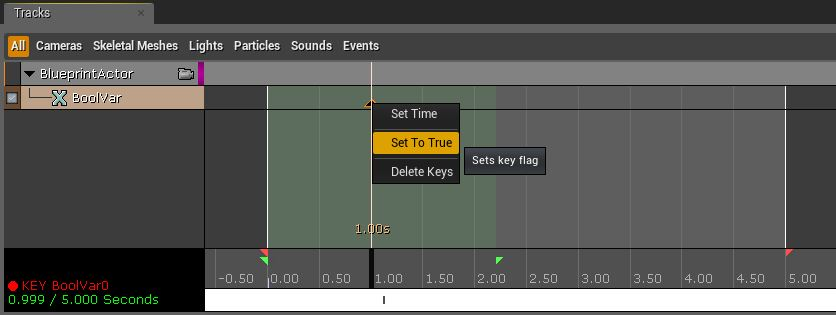 Tracks
All Cameras Skeletal Meshes Lights Particles Sounds Events
BlueprintActor
BoolVar
Set Time
Set To True
Sets key flag
Delete Keys
1.00s
-0.50 0.00 1.00 1.50 2.00 2.50 3.00 3.50 4.00 4.50 5.00
KEY BoolVar0
0.999 / 5.000 Seconds